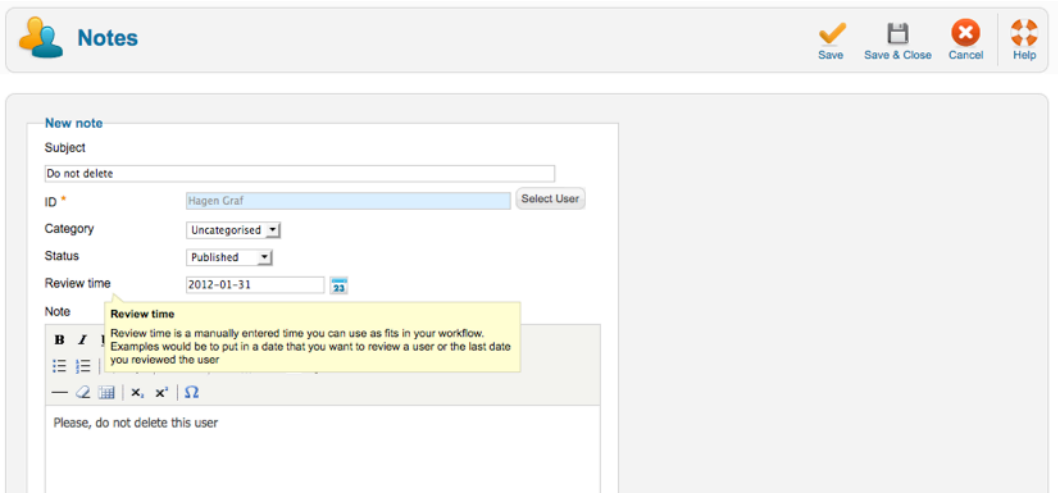 Notes
Save
Save & Close
Cancel
Help
New note
Subject
Do not delete
ID *
Hagen Graf
Select User
Category
Uncategorised
Status
Published
Review time
2012-01-31
23
Note
Review time
Review time is a manually entered time you can use as fits in your workflow.
Examples would be to put in a date that you want to review a user or the last date
you reviewed the user
B I
x, x' Ω
Please, do not delete this user